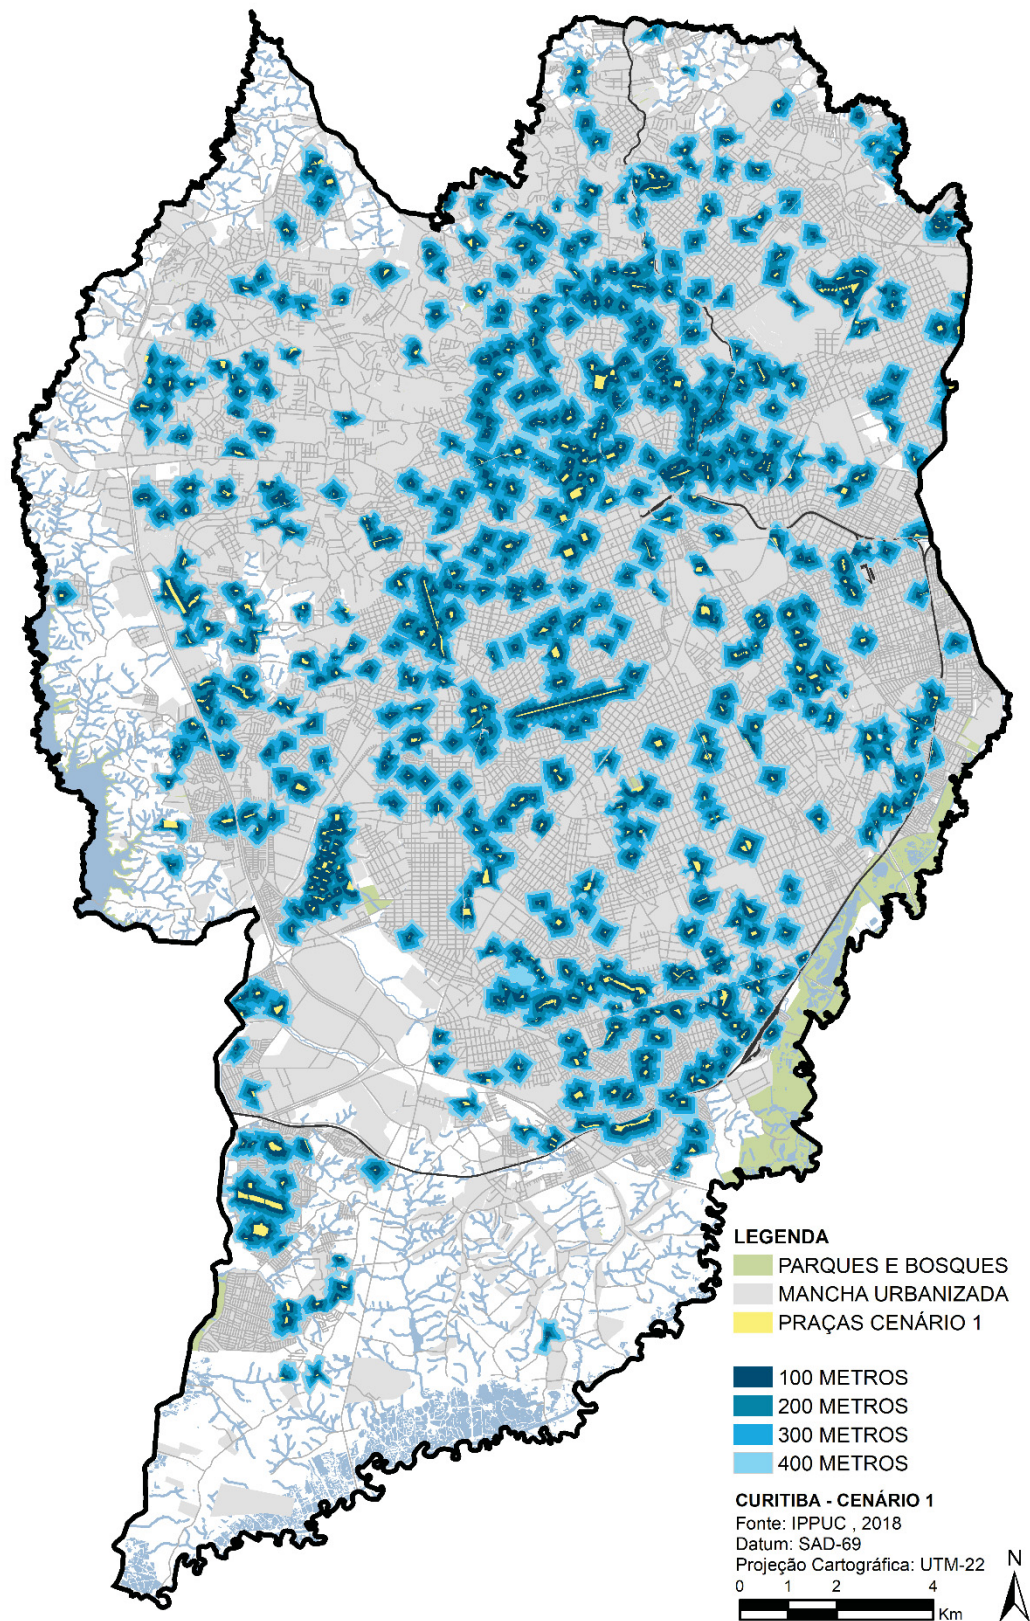 LEGENDA
PARQUES E BOSQUES
MANCHA URBANIZADA
PRAÇAS CENÁRIO 1
100 METROS
200 METROS
300 METROS
400 METROS
CURITIBA - CENÁRIO 1
Fonte: IPPUC , 2018
Datum: SAD-69
Projeção Cartográfica: UTM-22
N
0 1 2 4
Km